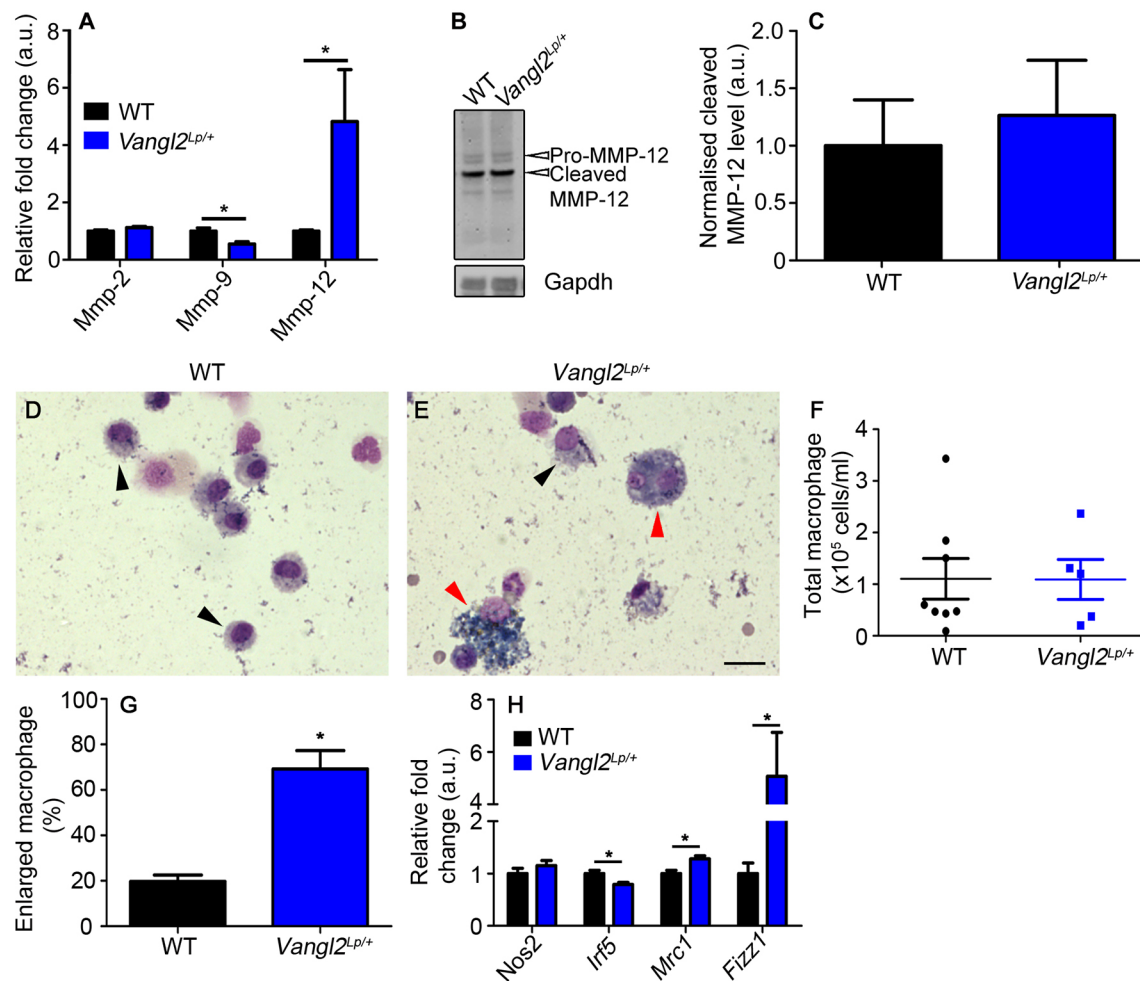 A
Relative fold change (a.u.)
8
6
4
2
0
WT
Vangl2Lp/+
*
*
Mmp-2
Mmp-9
Mmp-12
B
WT
Vangl2Lp/+
Pro-MMP-12
Cleaved
MMP-12
Gapdh
C
Normalised cleaved
MMP-12 level (a.u.)
2.0
1.5
1.0
0.5
0
WT
Vangl2Lp/+
WT
D
Vangl2Lp/+
E
F
Total macrophage
(x10⁵ cells/ml)
4
3
2
1
0
WT
Vangl2Lp/+
G
Enlarged macrophage
(%)
100
80
60
40
20
0
*
WT
Vangl2Lp/+
H
Relative fold
change (a.u.)
8
6
4
2
1
0
WT
Vangl2Lp/+
*
*
*
Nos2
Irf5
Mrc1
Fizz1